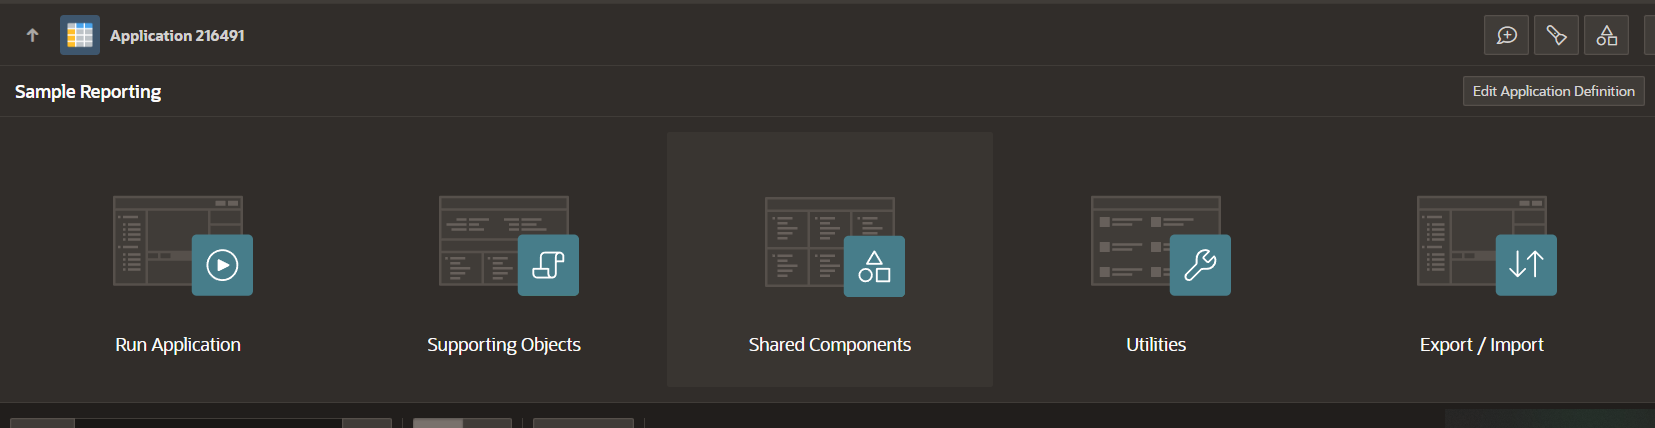 Application 216491
Sample Reporting
Edit Application Definition
Run Application
Supporting Objects
Shared Components
Utilities
Export / Import